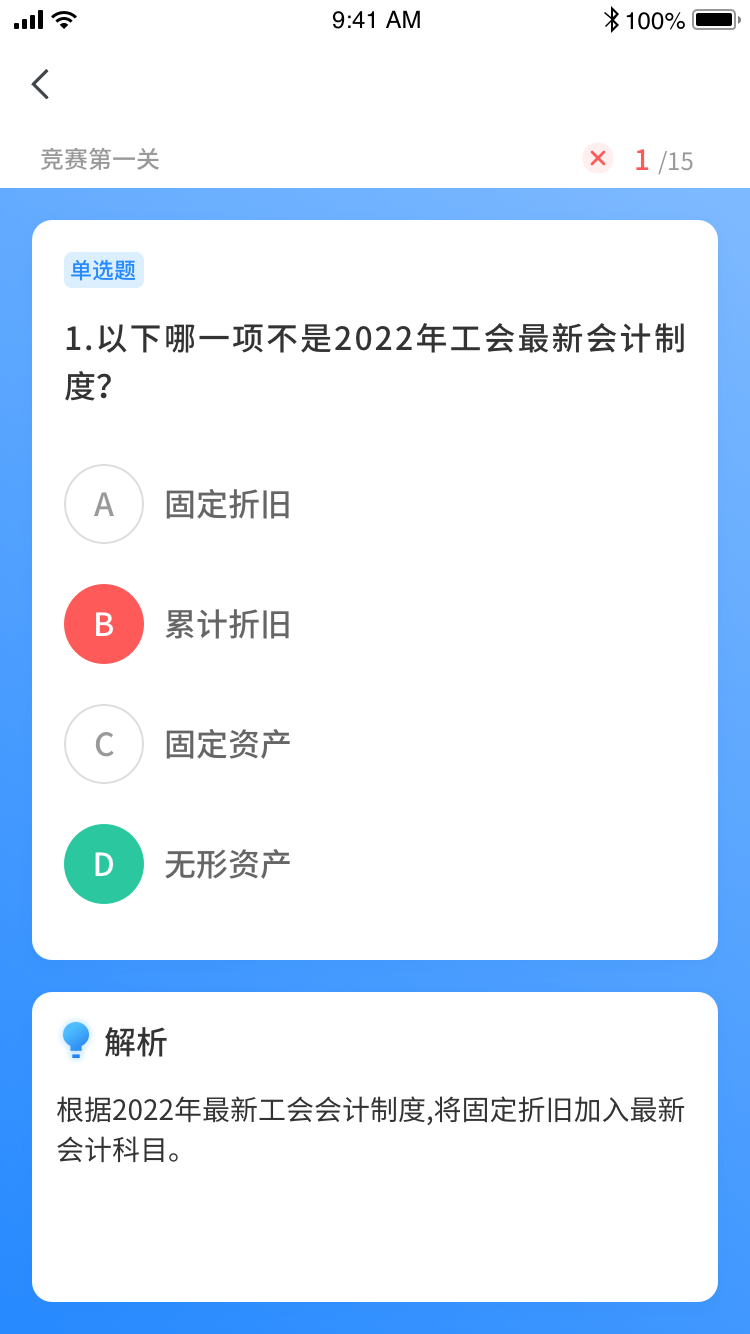 9:41 AM
100%
竞赛第一关
1 /15
单选题
1.以下哪一项不是2022年工会最新会计制
度?
A 固定折旧
B 累计折旧
C 固定资产
D 无形资产
解析
根据2022年最新工会会计制度,将固定折旧加入最新
会计科目。